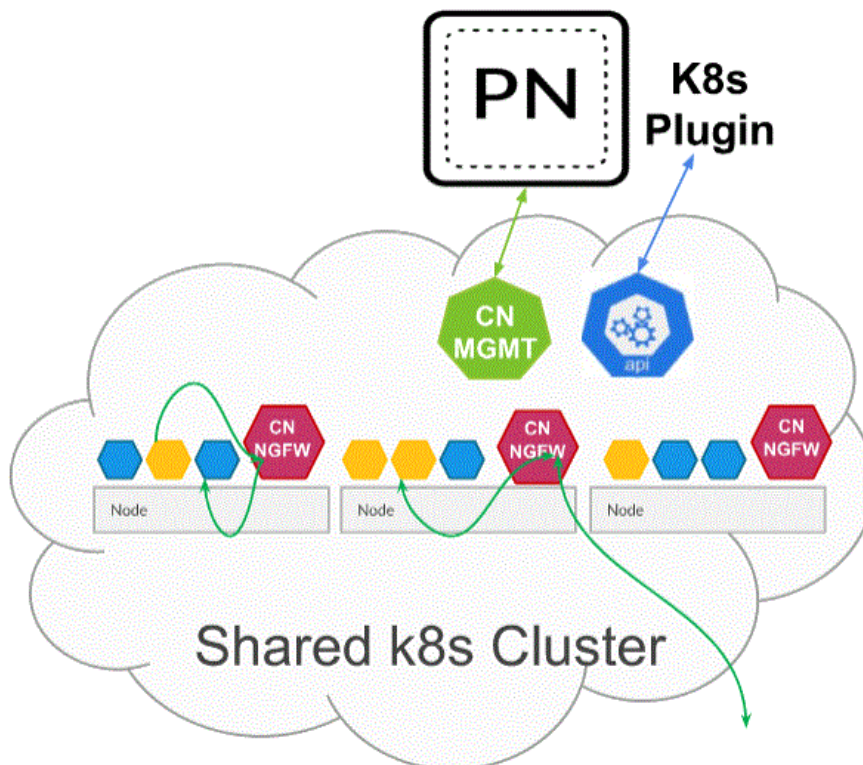 PN
K8s
Plugin
CN
MGMT
api
CN
NGFW
CN
NGFW
CN
NGFW
Node
Node
Node
Shared k8s Cluster